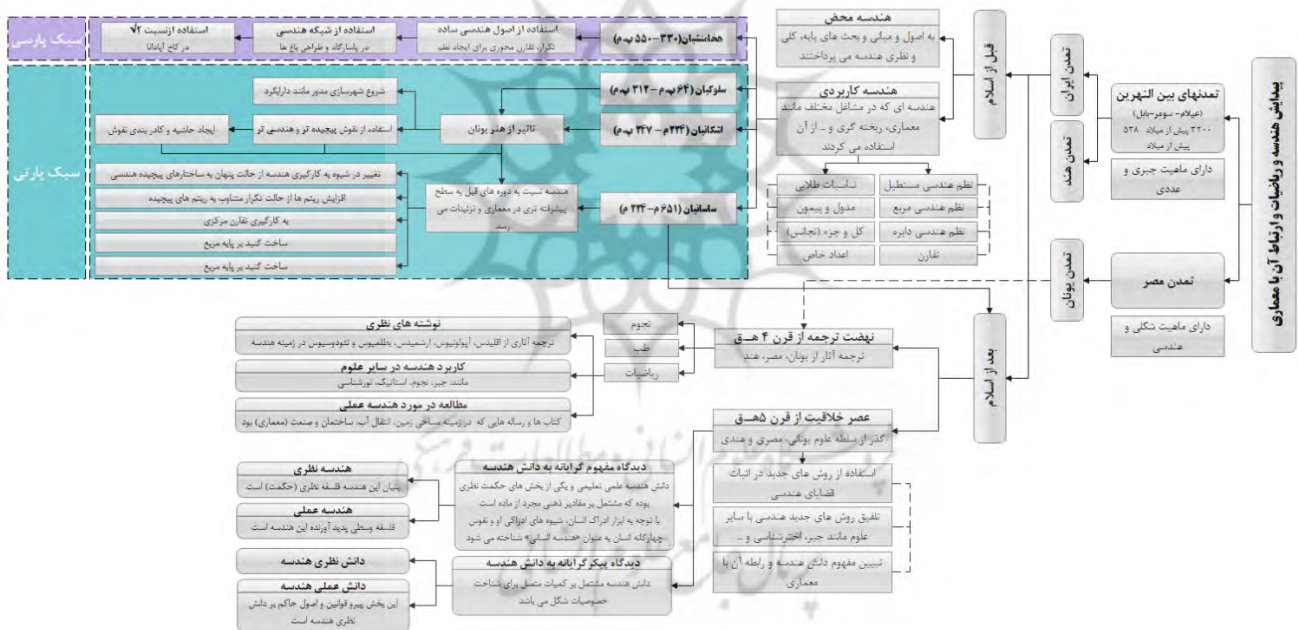 پیدایش هندسه و ریاضیات و ارتباط آن با معماری
تمدنهای بین النهرین
(عیلام- سومر-بابل)
۳۲۰۰ پیش از میلاد ۵۳۸
پیش از میلاد
دارای ماهیت جبری و
عددی
تمدن مصر
دارای ماهیت شکلی و
هندسی
تمدن ایران
تمدن هند
تمدن یونان
قبل از اسلام
بعد از اسلام
هندسه محض
به اصول و مبانی و بحث های پایه، کلی
و نظری هندسه می پرداختند
هندسه کاربردی
هندسه ای که در مشاغل مختلف مانند
معماری، ریخته گری و .. از آن
استفاده می کردند
نظم هندسی مستطیل
تناسبات طلایی
نظم هندسی مربع
مدول و پیمون
نظم هندسی دایره
کل و جزء (تجانس)
تقارن
اعداد خاص
سبک پارسی
هخامنشیان(۳۳۰-۵۵۰ پ.م)
استفاده از اصول هندسی ساده
تکرار، تقارن محوری برای ایجاد نظم
استفاده از شبکه هندسی
در پاسارگاد و طراحی باغ ها
استفاده ازنسبت ۲√
در کاخ آپادانا
سبک پارتی
سلوکیان (۶۴پ.م - ۳۱۲ پ.م)
اشکانیان (۲۲۴م - ۲۴۷ پ.م)
ساسانیان (۶۵۱ م-۲۲۴ م)
تاثیر از هنر یونان
شروع شهرسازی مدور مانند دارابگرد
استفاده از نقوش پیچیده تر و هندسی تر
ایجاد حاشیه و کادر بندی نقوش
هندسه نسبت به دوره های قبل به سطح
پیشرفته تری در معماری و تزئینات می
رسد.
تغییر در شیوه به کارگیری هندسه از حالت پنهان به ساختارهای پیچیده هندسی
افزایش ریتم ها از حالت تکرار متناوب به ریتم های پیچیده
به کارگیری تقارن مرکزی
ساخت گنبد بر پایه مربع
ساخت گنبد بر پایه مربع
نهضت ترجمه از قرن ۴ هـ.ق
ترجمه آثار از یونان، مصر، هند
نجوم
طب
ریاضیات
نوشته های نظری
ترجمه آثاری از اقلیدس، آپولونیوس، ارشمیدس، بطلمیوس و تئودوسیوس در زمینه هندسه
کاربرد هندسه در سایر علوم
مانند: جبر، نجوم، استاتیک، نورشناسی
مطالعه در مورد هندسه عملی
کتاب ها و رساله هایی که در زمینه مساحی زمین، انتقال آب، ساختمان و صنعت (معماری) بود
عصر خلاقیت از قرن ۵هـ.ق
گذر از سلطه علوم یونانی، مصری و هندی
استفاده از روش های جدید در اثبات
قضایای هندسی
تلفیق روش های جدید هندسی با سایر
علوم مانند جبر، اخترشناسی و ..
تبیین مفهوم دانش هندسه و رابطه آن با
معماری
دیدگاه مفهوم گرایانه به دانش هندسه
دانش هندسه علمی تعلیمی و یکی از بخش های حکمت نظری
بوده که مشتمل بر مقادیر ذهنی مجرد از ماده است
با توجه به ابزار ادراک انسان، شیوه های ادراکی او و نفوس
چهارگانه انسان به عنوان «هندسه انسانی» شناخته می شود
هندسه نظری
بنیان این هندسه فلسفه نظری (حکمت) است
هندسه عملی
فلسفه وسطی پدید آورنده این هندسه است
دیدگاه پیکر گرایانه به دانش هندسه
دانش هندسه مشتمل بر کمیات متصل برای شناخت
خصوصیات شکل می باشد
دانش نظری هندسه
دانش عملی هندسه
این بخش پیرو قوانین و اصول حاکم بر دانش
نظری هندسه است
پژوهشگاه علوم انسانی و مطالعات فرهنگی
پرتال جامع علوم انسانی